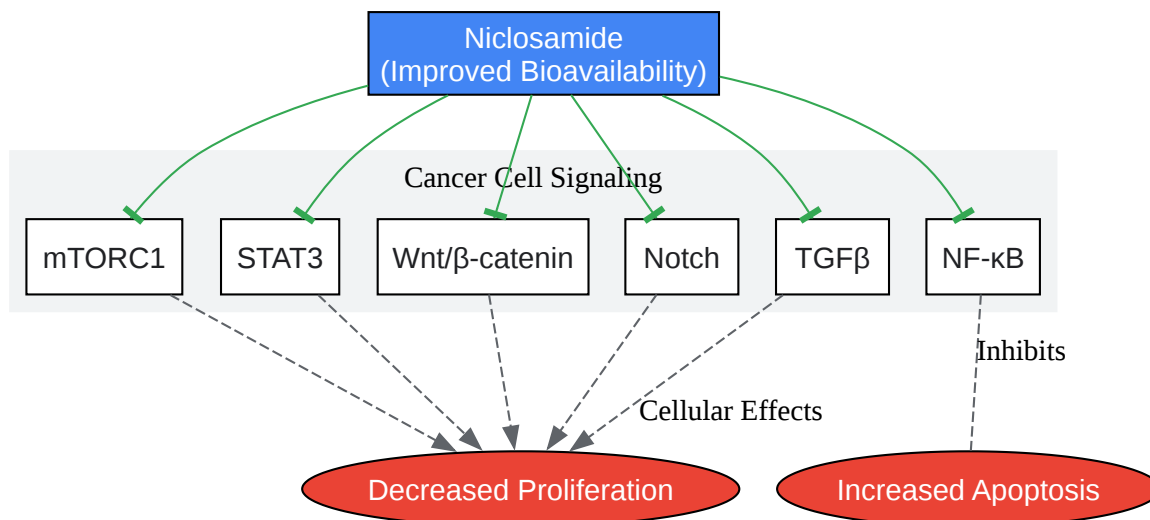 Niclosamide
(Improved Bioavailability)
Cancer Cell Signaling
mTORC1
STAT3
Wnt/β-catenin
Notch
TGFβ
NF-κB
Inhibits
Cellular Effects
Decreased Proliferation
Increased Apoptosis